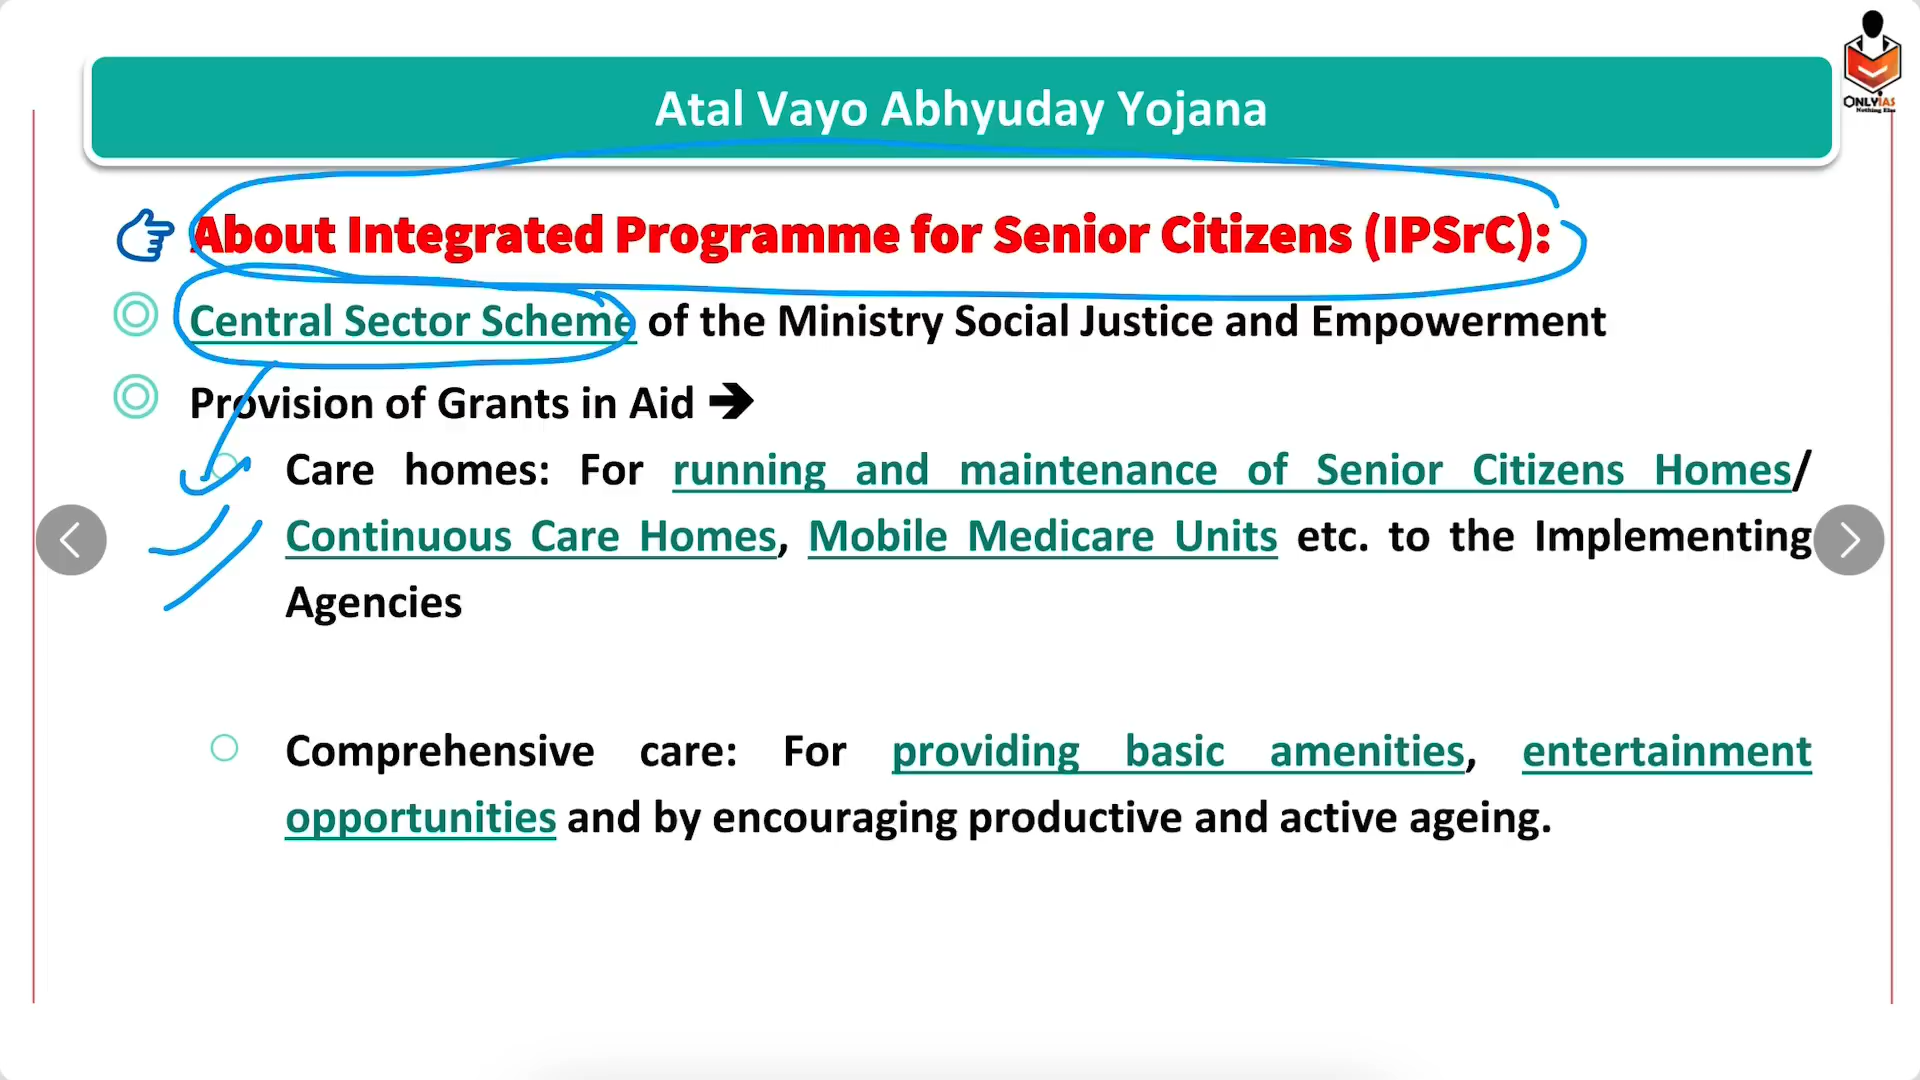 Atal Vayo Abhyuday Yojana
ONLYIAS
Nothing Else
About Integrated Programme for Senior Citizens (IPSrC):
Central Sector Scheme of the Ministry Social Justice and Empowerment
Provision of Grants in Aid ➔
Care homes: For running and maintenance of Senior Citizens Homes/
Continuous Care Homes, Mobile Medicare Units etc. to the Implementing
Agencies
Comprehensive care: For providing basic amenities, entertainment
opportunities and by encouraging productive and active ageing.